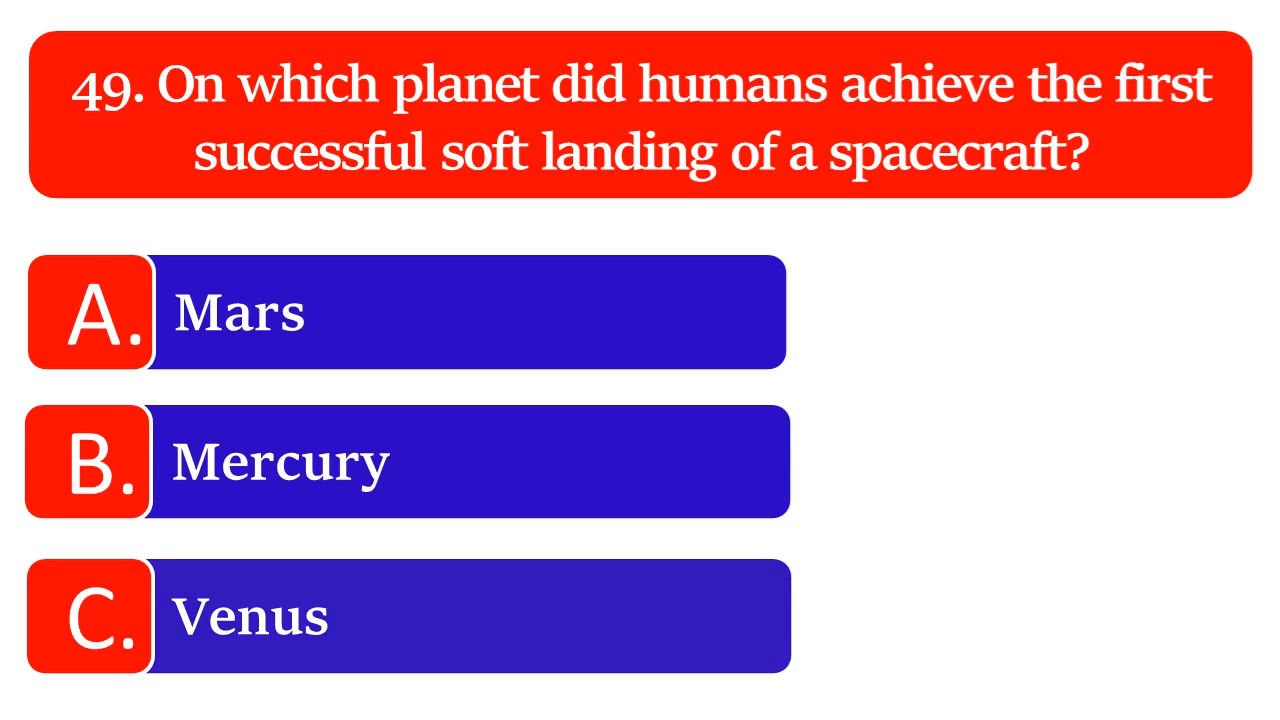 49. On which planet did humans achieve the first
successful soft landing of a spacecraft?
A. Mars
B. Mercury
C. Venus